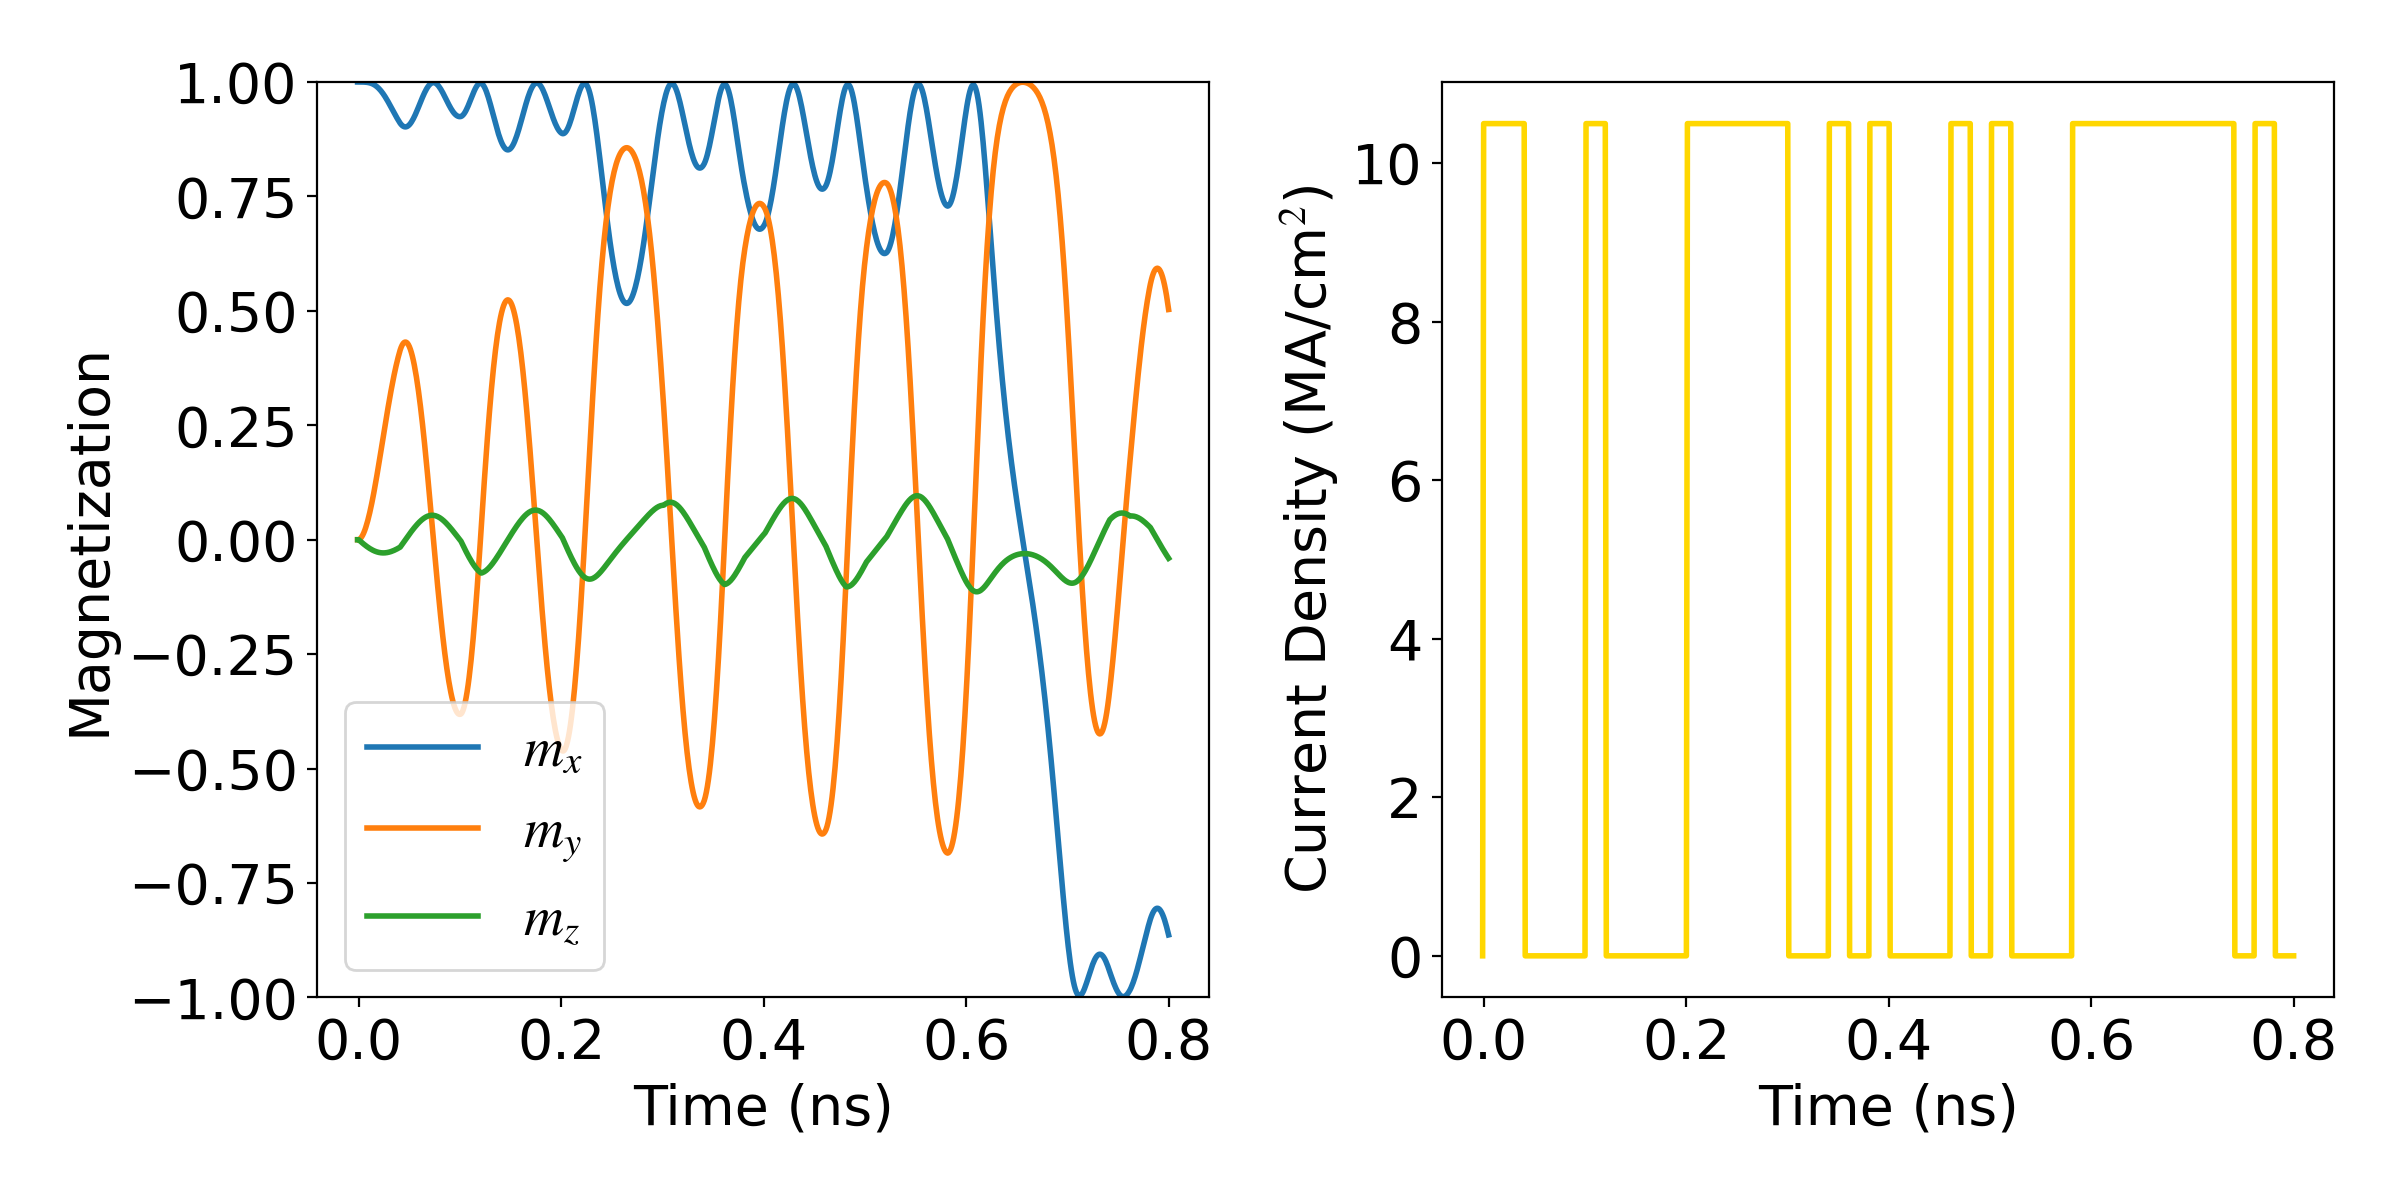 1.00
0.75
0.50
0.25
0.00
−0.25
−0.50
−0.75
−1.00
Magnetization
m_x
m_y
m_z
0.0 0.2 0.4 0.6 0.8
Time (ns)
10
8
6
4
2
0
Current Density (MA/cm²)
0.0 0.2 0.4 0.6 0.8
Time (ns)